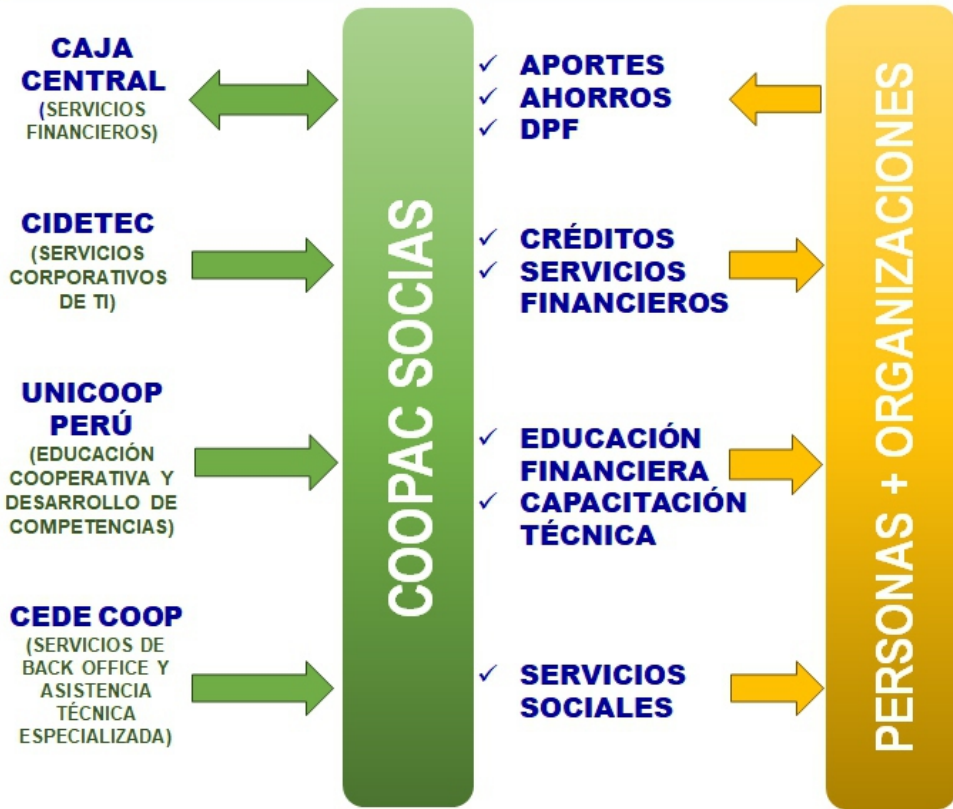 CAJA
CENTRAL
(SERVICIOS
FINANCIEROS)
CIDETEC
(SERVICIOS
CORPORATIVOS
DE TI)
UNICOOP
PERÚ
(EDUCACIÓN
COOPERATIVA Y
DESARROLLO DE
COMPETENCIAS)
CEDE COOP
(SERVICIOS DE
BACK OFFICE Y
ASISTENCIA
TÉCNICA
ESPECIALIZADA)
COOPAC SOCIAS
✓ APORTES
✓ AHORROS
✓ DPF
✓ CRÉDITOS
✓ SERVICIOS
FINANCIEROS
✓ EDUCACIÓN
FINANCIERA
✓ CAPACITACIÓN
TÉCNICA
✓ SERVICIOS
SOCIALES
PERSONAS + ORGANIZACIONES